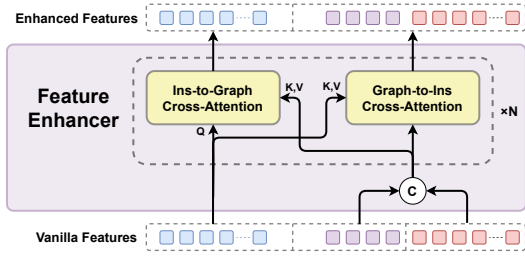 Enhanced Features
Feature
Enhancer
Ins-to-Graph
Cross-Attention
K,V
K,V
Graph-to-Ins
Cross-Attention
×N
Q
C
Vanilla Features